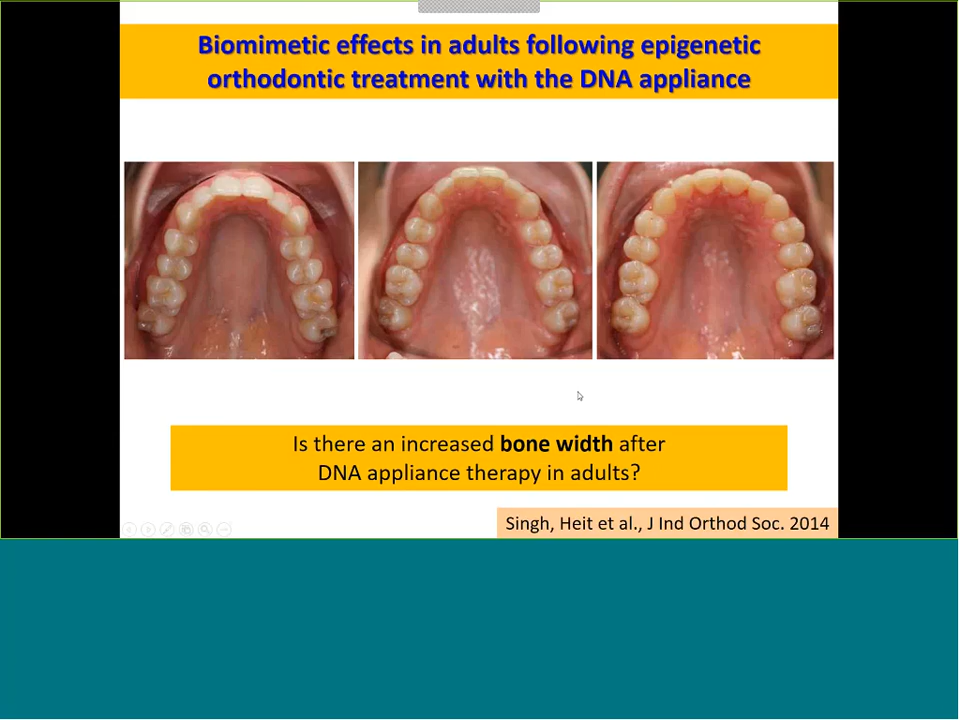 Biomimetic effects in adults following epigenetic
orthodontic treatment with the DNA appliance
Is there an increased bone width after
DNA appliance therapy in adults?
Singh, Heit et al., J Ind Orthod Soc. 2014